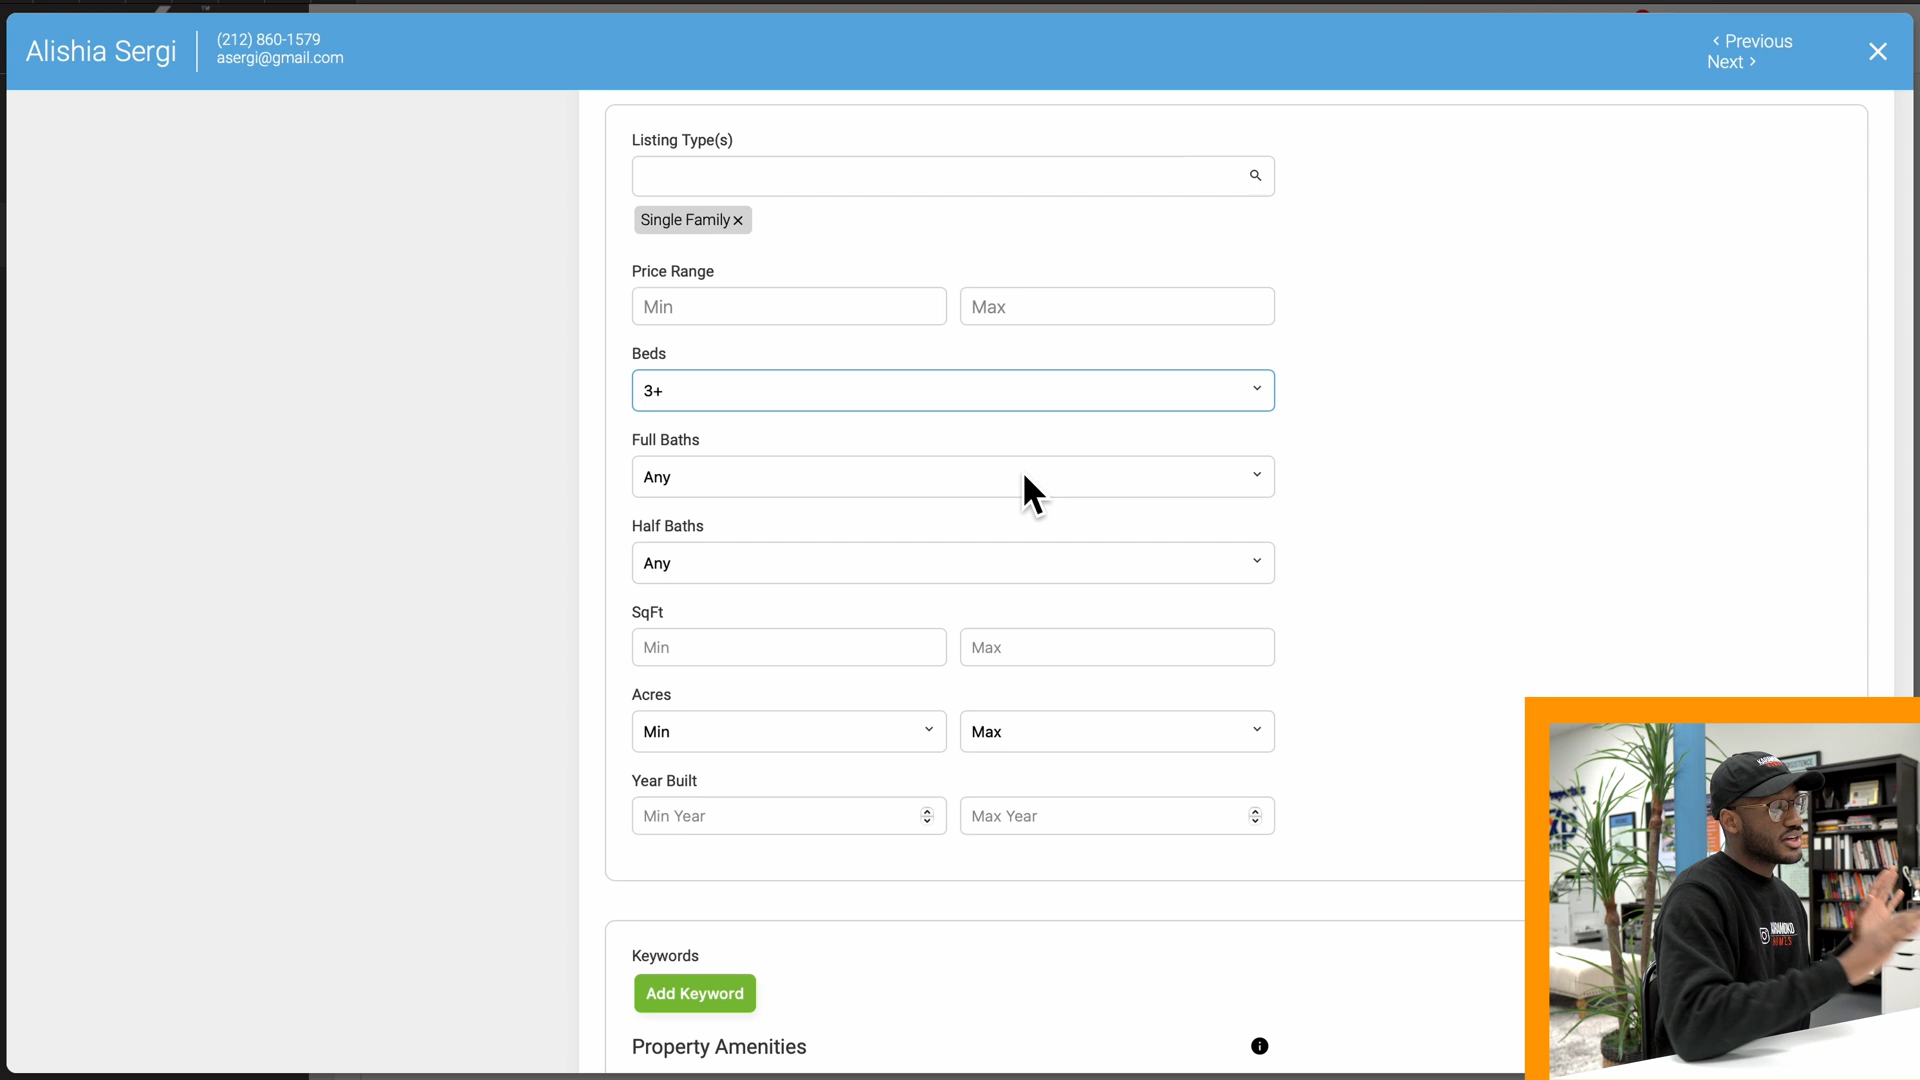 Alishia Sergi
(212) 860-1579
asergi@gmail.com
< Previous
Next >
Listing Type(s)
Single Family ×
Price Range
Min Max
Beds
3+
Full Baths
Any
Half Baths
Any
SqFt
Min Max
Acres
Min Max
Year Built
Min Year Max Year
Keywords
Add Keyword
Property Amenities